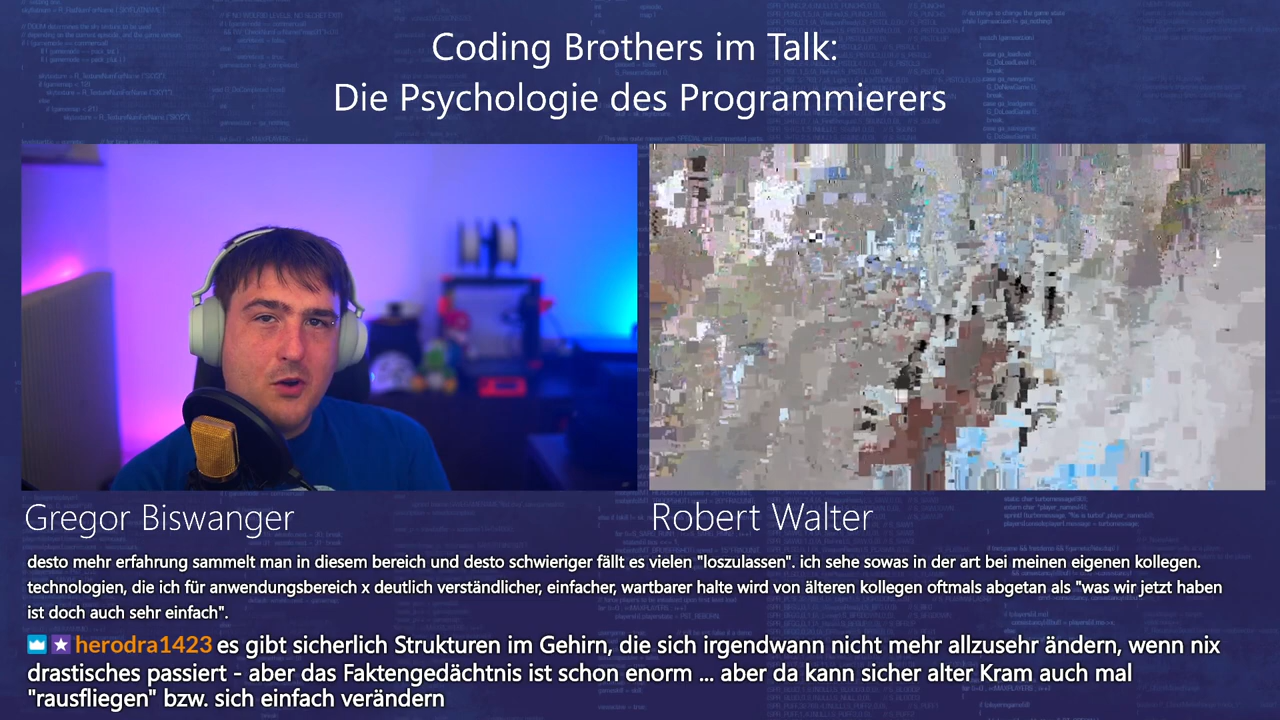 Coding Brothers im Talk:
Die Psychologie des Programmierers
Gregor Biswanger
Robert Walter
desto mehr erfahrung sammelt man in diesem bereich und desto schwieriger fällt es vielen "loszulassen". ich sehe sowas in der art bei meinen eigenen kollegen.
technologien, die ich für anwendungsbereich x deutlich verständlicher, einfacher, wartbarer halte wird von älteren kollegen oftmals abgetan als "was wir jetzt haben
ist doch auch sehr einfach".
herodra1423 es gibt sicherlich Strukturen im Gehirn, die sich irgendwann nicht mehr allzusehr ändern, wenn nix
drastisches passiert - aber das Faktengedächtnis ist schon enorm ... aber da kann sicher alter Kram auch mal
"rausfliegen" bzw. sich einfach verändern